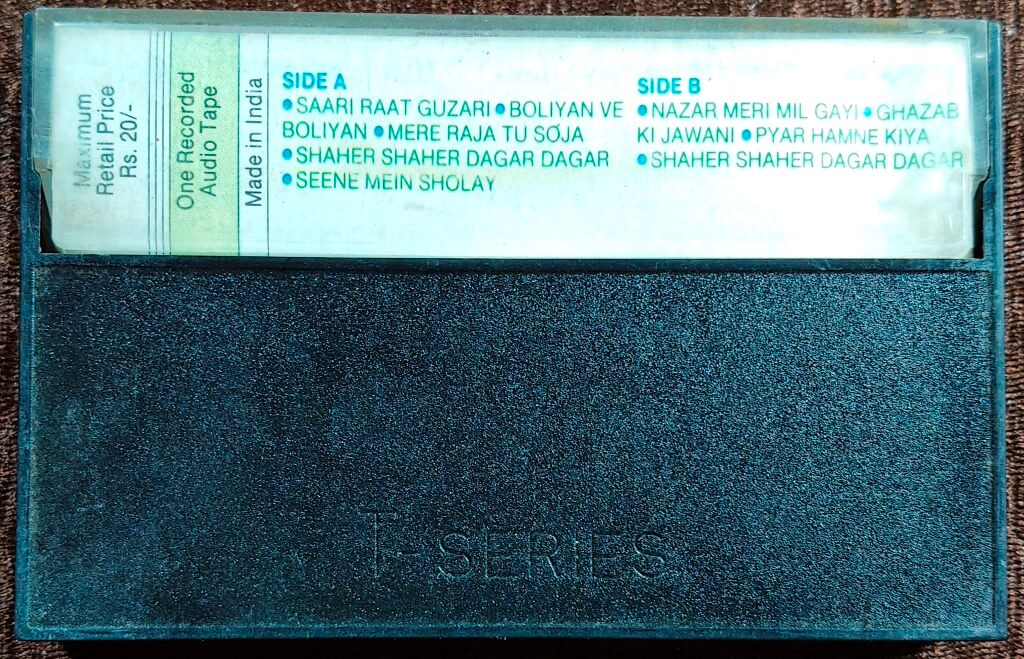 Maximum
Retail Price
Rs. 20/-
One Recorded
Audio Tape
Made in India
SIDE A
•SAARI RAAT GUZARI •BOLIYAN VE
BOLIYAN •MERE RAJA TU SO JA
•SHAHER SHAHER DAGAR DAGAR
•SEENE MEIN SHOLAY
SIDE B
•NAZAR MERI MIL GAYI •GHAZAB
KI JAWANI •PYAR HAMNE KIYA
•SHAHER SHAHER DAGAR DAGAR
T-SERIES